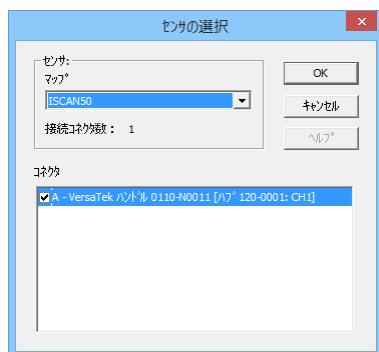 センサの選択
センサ:
マップ
ISCAN50
接続コネクタ数: 1
OK
キャンセル
ヘルプ
コネクタ
A - VersaTek ハンドル 0110-N0011 [ハブ 120-0001: CH1]